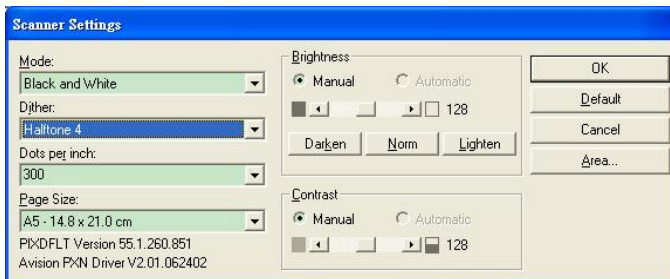 Scanner Settings
Mode:
Black and White
Dither:
Halftone 4
Dots per inch:
300
Page Size:
A5 - 14.8 x 21.0 cm
PIXDFLT Version 55.1.260.851
Avision PXN Driver V2.01.062402
Brightness
Manual Automatic
128
Darken Norm Lighten
Contrast
Manual Automatic
128
OK
Default
Cancel
Area...